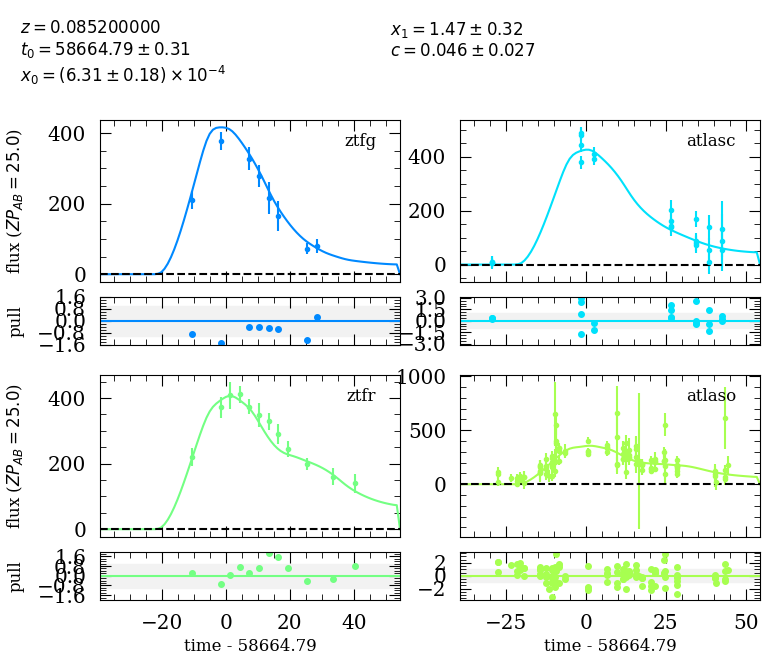 z = 0.085200000
t₀ = 58664.79 ± 0.31
x₀ = (6.31 ± 0.18) × 10⁻⁴
x₁ = 1.47 ± 0.32
c = 0.046 ± 0.027
flux (ZP_AB = 25.0)
400
200
0
ztfg
400
200
0
atlasc
pull
1.6
0.8
0.0
−0.8
−1.6
3.0
1.5
0.0
−1.5
−3.0
flux (ZP_AB = 25.0)
400
200
0
ztfr
1000
500
0
atlaso
pull
1.6
0.8
0.0
−0.8
−1.6
2
0
−2
−20 0 20 40
time - 58664.79
−25 0 25 50
time - 58664.79